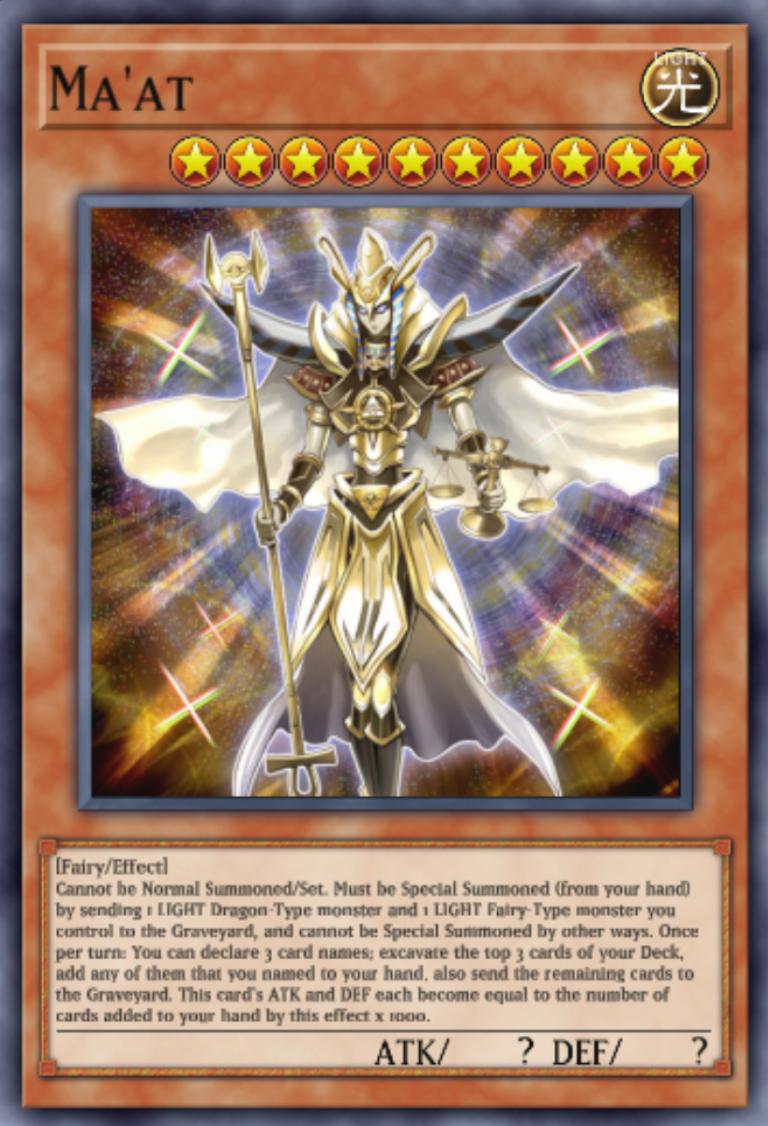 Ma'at
LIGHT
光
[Fairy/Effect]
Cannot be Normal Summoned/Set. Must be Special Summoned (from your hand)
by sending 1 LIGHT Dragon-Type monster and 1 LIGHT Fairy-Type monster you
control to the Graveyard, and cannot be Special Summoned by other ways. Once
per turn: You can declare 3 card names; excavate the top 3 cards of your Deck,
add any of them that you named to your hand, also send the remaining cards to
the Graveyard. This card's ATK and DEF each become equal to the number of
cards added to your hand by this effect x 1000.
ATK/ ? DEF/ ?